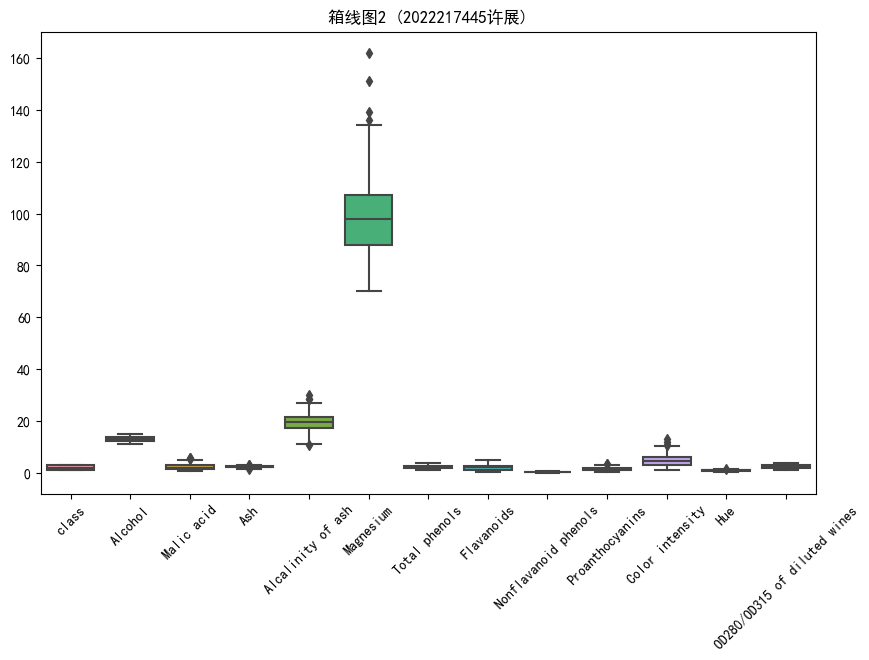 箱线图2 (2022217445许展)
160
140
120
100
80
60
40
20
0
class
Alcohol
Malic acid
Ash
Alcalinity of ash
Magnesium
Total phenols
Flavanoids
Nonflavanoid phenols
Proanthocyanins
Color intensity
Hue
OD280/OD315 of diluted wines